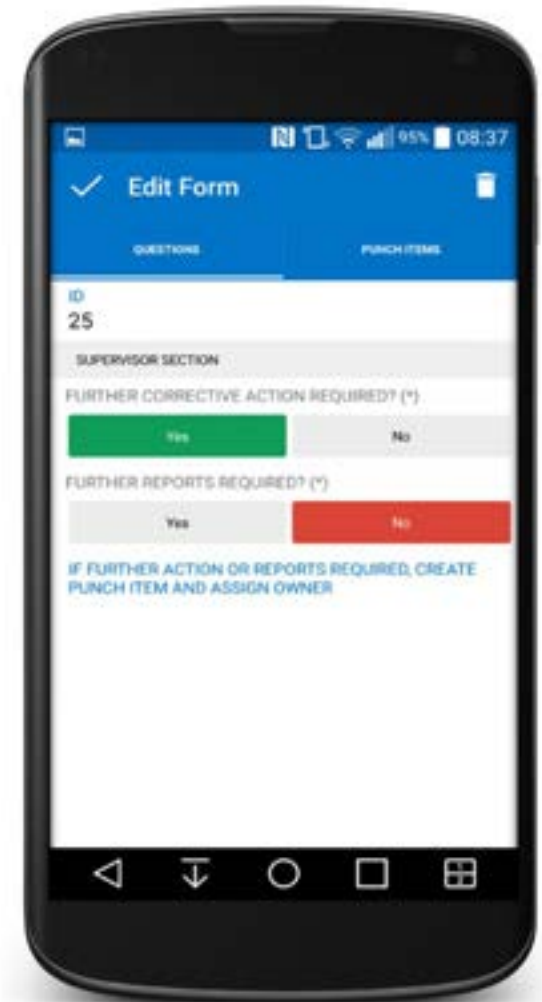 95% 08:37
Edit Form
QUESTIONS PUNCH ITEMS
ID
25
SUPERVISOR SECTION
FURTHER CORRECTIVE ACTION REQUIRED? (*)
Yes No
FURTHER REPORTS REQUIRED? (*)
Yes No
IF FURTHER ACTION OR REPORTS REQUIRED, CREATE
PUNCH ITEM AND ASSIGN OWNER